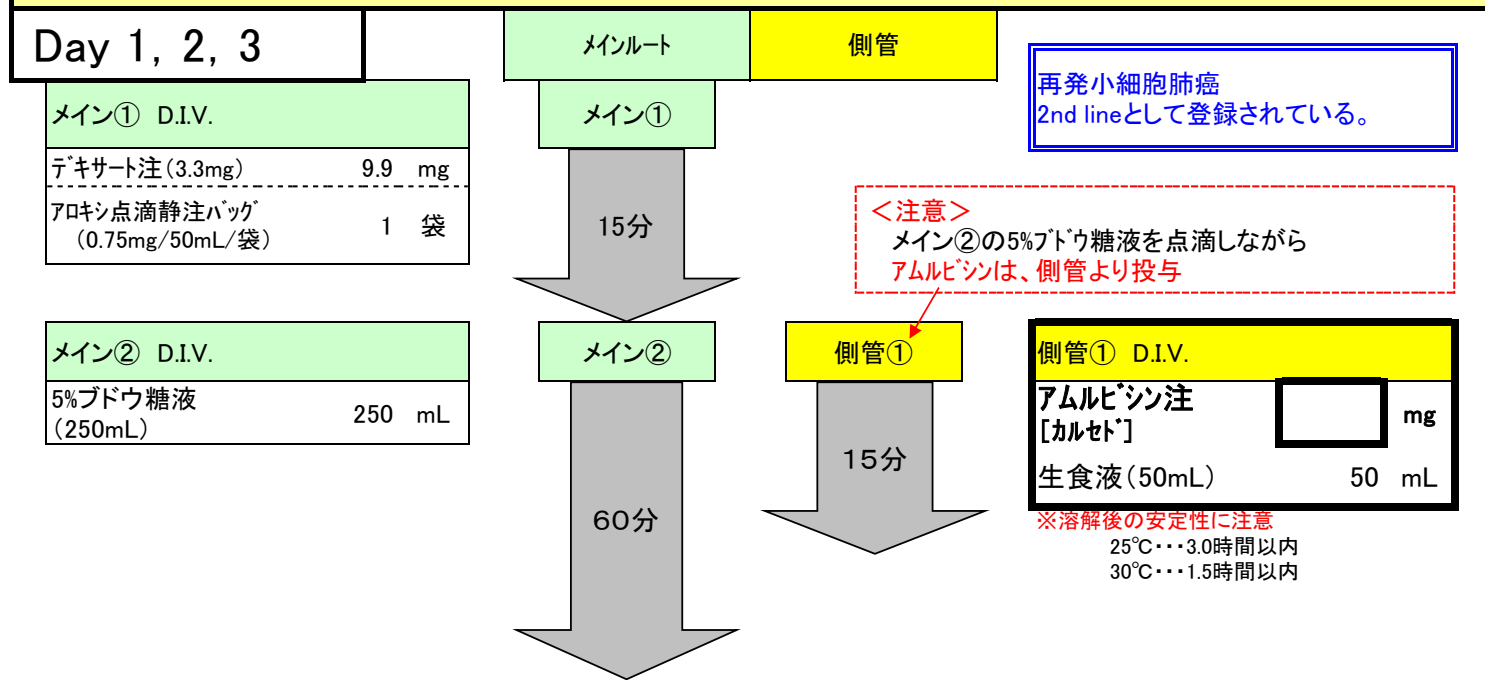 Day 1, 2, 3
メインルート
側管
再発小細胞肺癌
2nd lineとして登録されている。
メイン① D.I.V.
メイン①
デキサート注(3.3mg) 9.9 mg
アロキシ点滴静注バッグ
(0.75mg/50mL/袋) 1 袋
15分
<注意>
メイン②の5%ブドウ糖液を点滴しながら
アムルビシンは、側管より投与
メイン② D.I.V.
メイン②
側管①
側管① D.I.V.
5%ブドウ糖液
(250mL) 250 mL
アムルビシン注
[カルセド] mg
生食液(50mL) 50 mL
15分
60分
※溶解後の安定性に注意
25℃・・・3.0時間以内
30℃・・・1.5時間以内